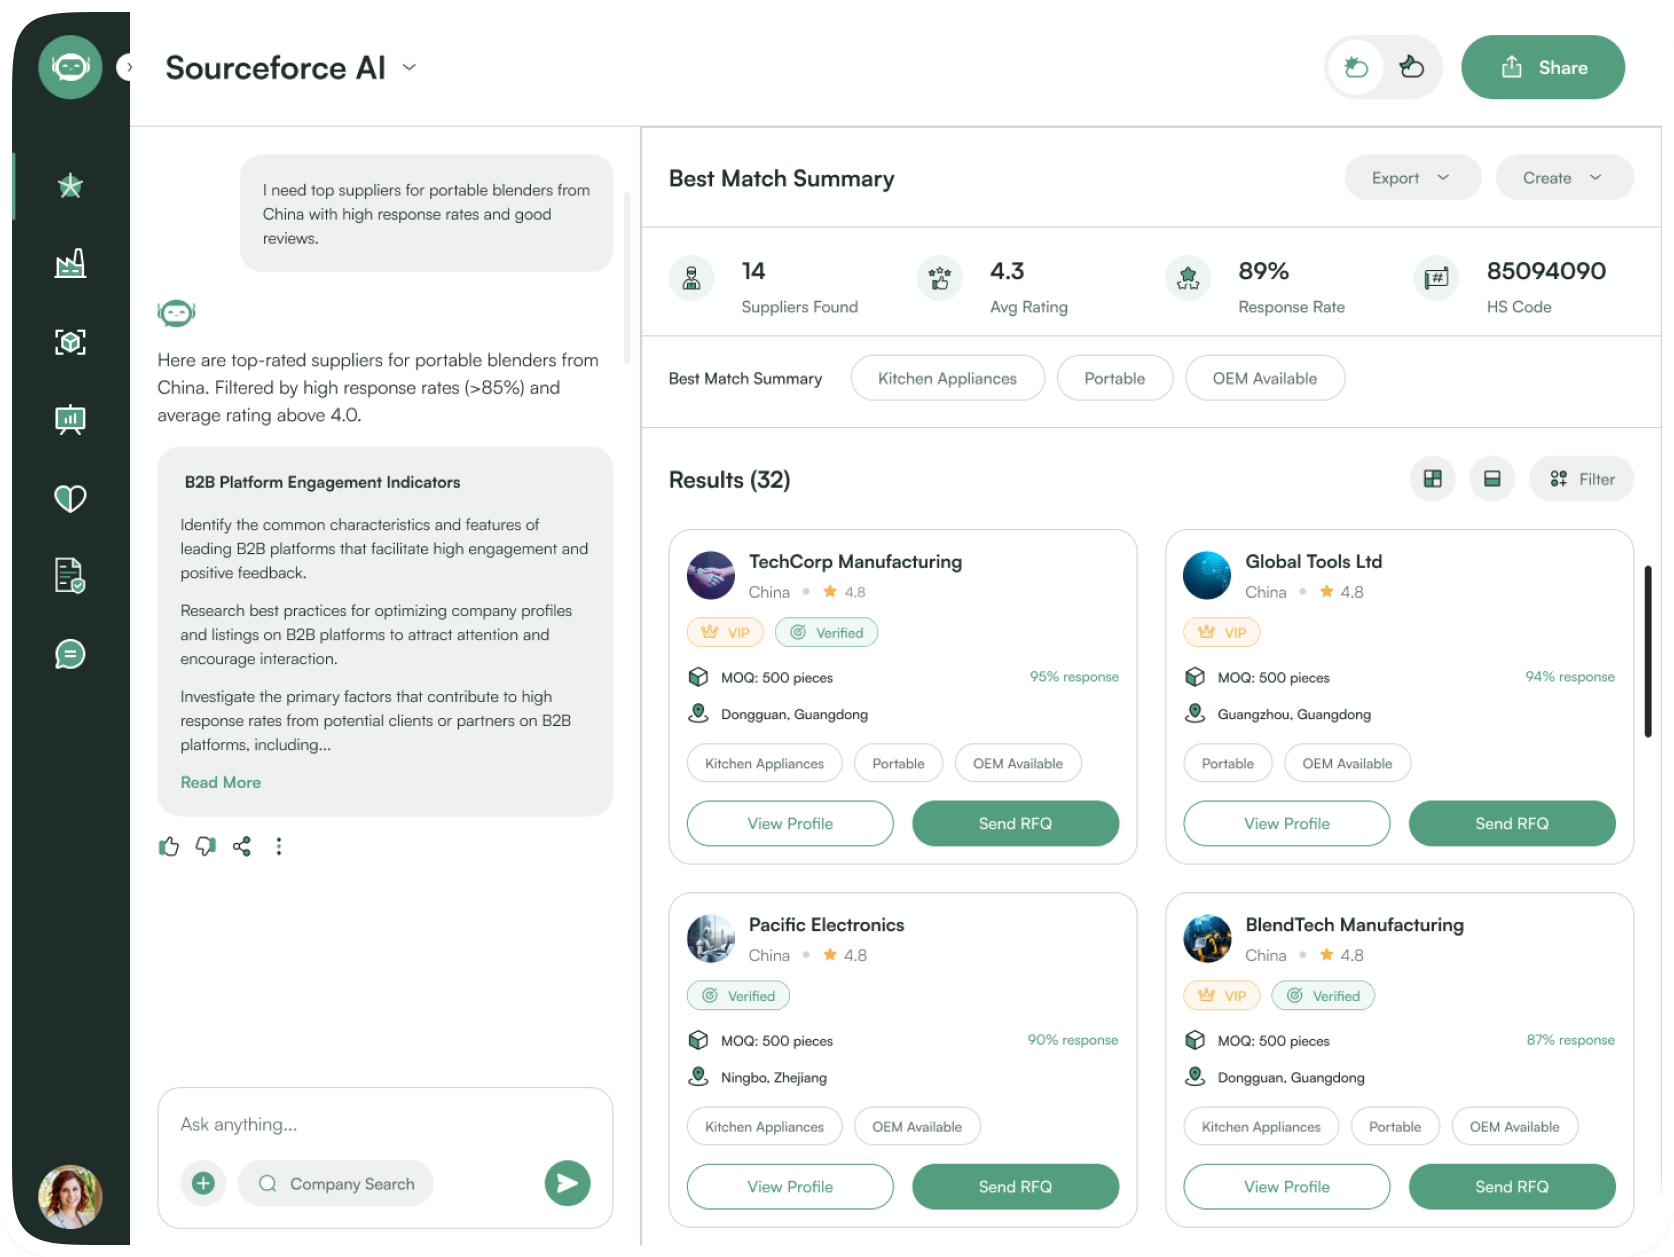 Sourceforce AI
Share
I need top suppliers for portable blenders from
China with high response rates and good
reviews.
Here are top-rated suppliers for portable blenders from
China. Filtered by high response rates (>85%) and
average rating above 4.0.
B2B Platform Engagement Indicators
Identify the common characteristics and features of
leading B2B platforms that facilitate high engagement and
positive feedback.
Research best practices for optimizing company profiles
and listings on B2B platforms to attract attention and
encourage interaction.
Investigate the primary factors that contribute to high
response rates from potential clients or partners on B2B
platforms, including...
Read More
Ask anything...
Company Search
Best Match Summary
Export
Create
14
Suppliers Found
4.3
Avg Rating
89%
Response Rate
#
85094090
HS Code
Best Match Summary
Kitchen Appliances
Portable
OEM Available
Results (32)
Filter
TechCorp Manufacturing
China
4.8
VIP
Verified
MOQ: 500 pieces
95% response
Dongguan, Guangdong
Kitchen Appliances
Portable
OEM Available
View Profile
Send RFQ
Global Tools Ltd
China
4.8
VIP
MOQ: 500 pieces
94% response
Guangzhou, Guangdong
Portable
OEM Available
View Profile
Send RFQ
Pacific Electronics
China
4.8
Verified
MOQ: 500 pieces
90% response
Ningbo, Zhejiang
Kitchen Appliances
OEM Available
View Profile
Send RFQ
BlendTech Manufacturing
China
4.8
VIP
Verified
MOQ: 500 pieces
87% response
Dongguan, Guangdong
Kitchen Appliances
Portable
OEM Available
View Profile
Send RFQ